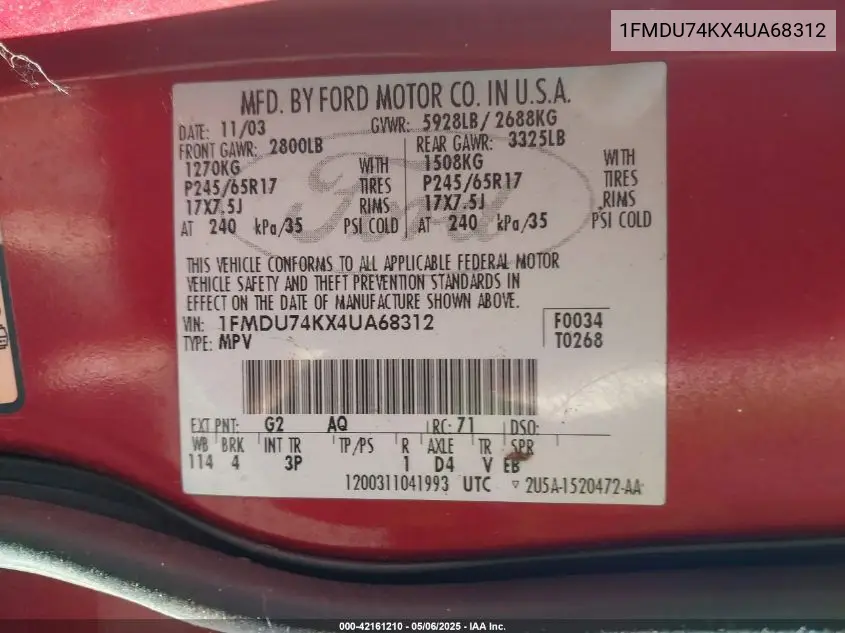 1FMDU74KX4UA68312
MFD. BY FORD MOTOR CO. IN U.S.A.
DATE: 11/03 GVWR: 5928LB/2688KG
FRONT GAWR: 2800LB REAR GAWR: 3325LB
1270KG WITH 1508KG WITH
P245/65R17 TIRES P245/65R17 TIRES
17X7.5J RIMS 17X7.5J RIMS
AT 240 kPa/35 PSI COLD AT 240 kPa/35 PSI COLD
Ford
THIS VEHICLE CONFORMS TO ALL APPLICABLE FEDERAL MOTOR
VEHICLE SAFETY AND THEFT PREVENTION STANDARDS IN
EFFECT ON THE DATE OF MANUFACTURE SHOWN ABOVE.
VIN: 1FMDU74KX4UA68312 F0034
TYPE: MPV T0268
EXT PNT: G2 AQ RC: 71 DSO:
WB BRK INT TR TP/PS R AXLE TR SPR
114 4 3P 1 D4 V EB
1200311041993 UTC ▽ 2U5A-1520472-AA
000-42161210 - 05/06/2025 - IAA Inc.